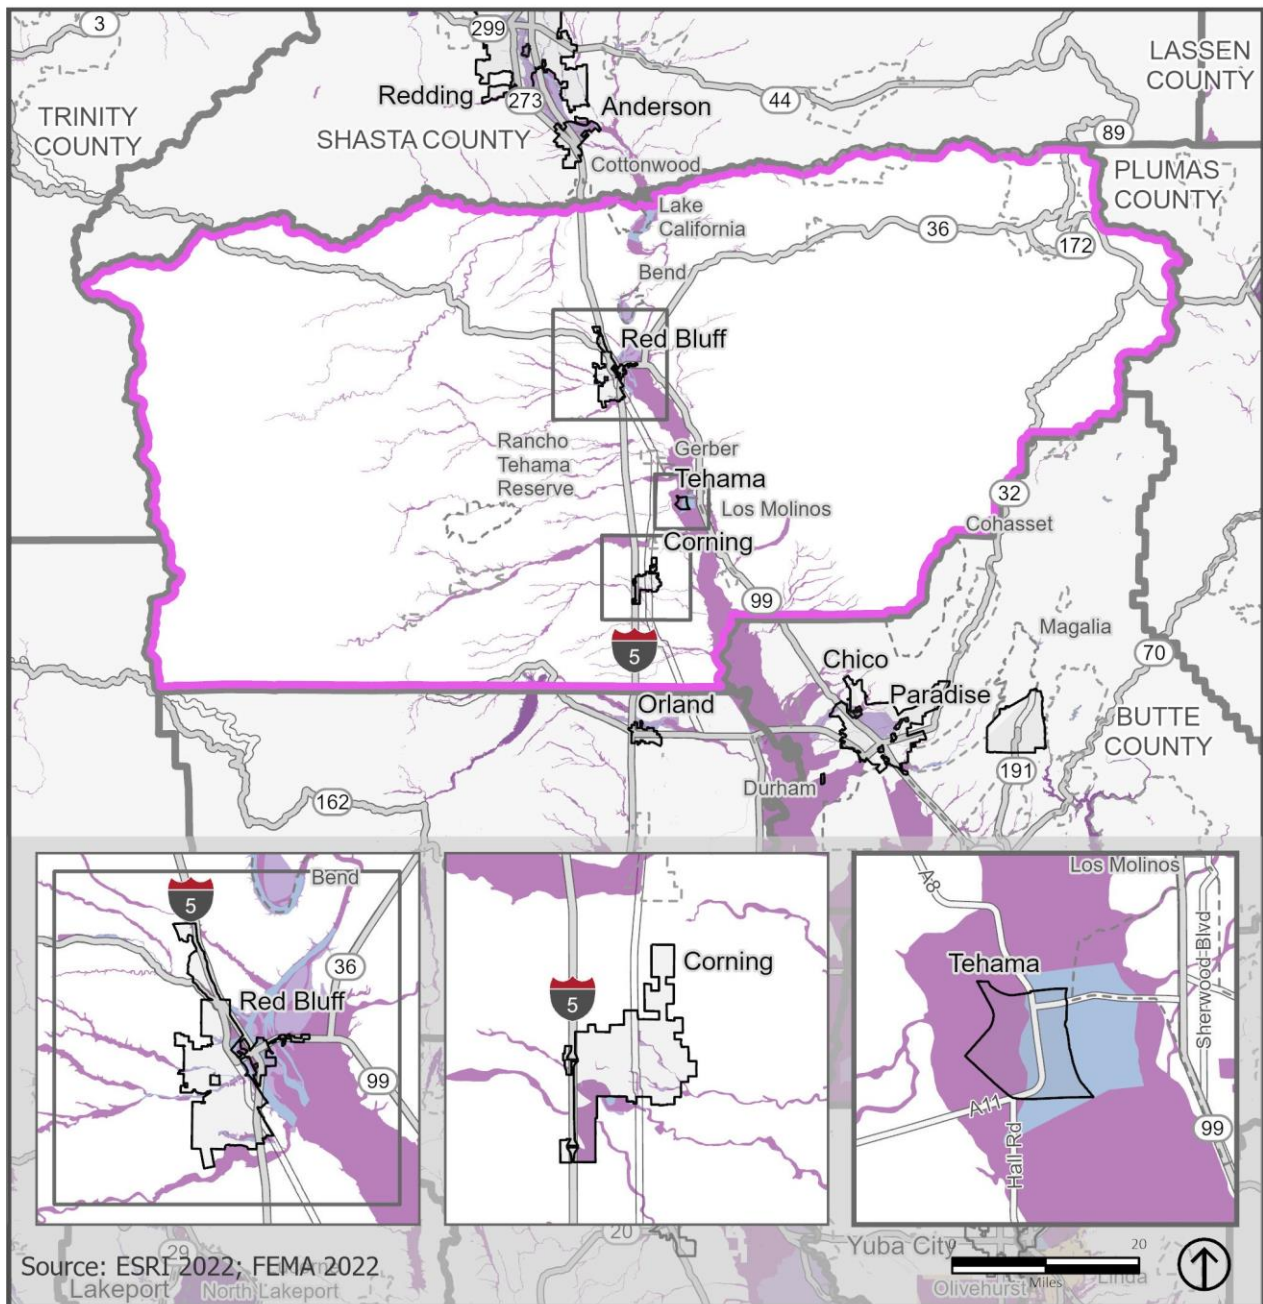 3
299
LASSEN
COUNTY
TRINITY
COUNTY
Redding
273
Anderson
44
SHASTA COUNTY
89
Cottonwood
PLUMAS
COUNTY
Lake
California
36
172
Bend
Red Bluff
Rancho
Tehama
Reserve
Gerber
Tehama
Los Molinos
32
Cohasset
Corning
99
5
Magalia
70
Chico
Paradise
Orland
BUTTE
COUNTY
191
Durham
162
5
Bend
36
Red Bluff
99
Corning
5
A8
Los Molinos
Tehama
Sherwood Blvd
A11
Hall Rd
99
20
Yuba City
0
20
Miles
29
Source: ESRI 2022; FEMA 2022
Lakeport
North Lakeport
Olivehurst
Linda